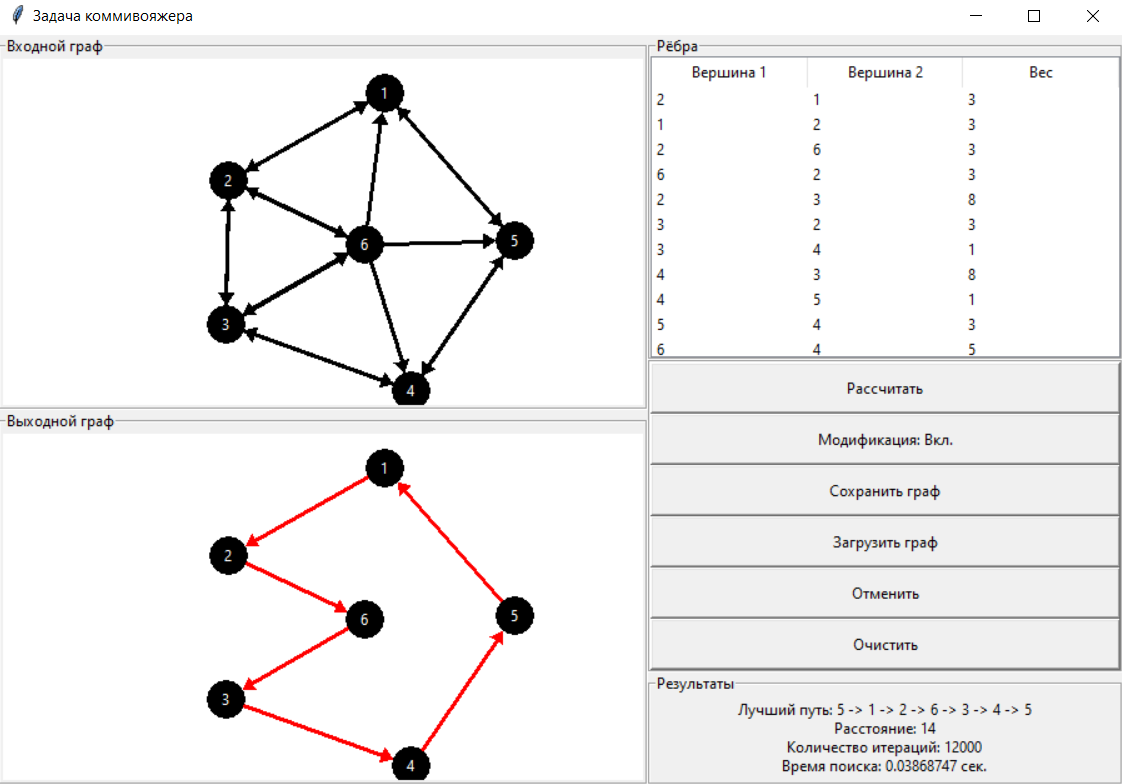 Задача коммивояжера
Входной граф
1
2
6
5
3
4
Выходной граф
1
2
6
5
3
4
Рёбра
Вершина 1 Вершина 2 Вес
2 1 3
1 2 3
2 6 3
6 2 3
2 3 8
3 2 3
3 4 1
4 3 8
4 5 1
5 4 3
6 4 5
Рассчитать
Модификация: Вкл.
Сохранить граф
Загрузить граф
Отменить
Очистить
Результаты
Лучший путь: 5 -> 1 -> 2 -> 6 -> 3 -> 4 -> 5
Расстояние: 14
Количество итераций: 12000
Время поиска: 0.03868747 сек.